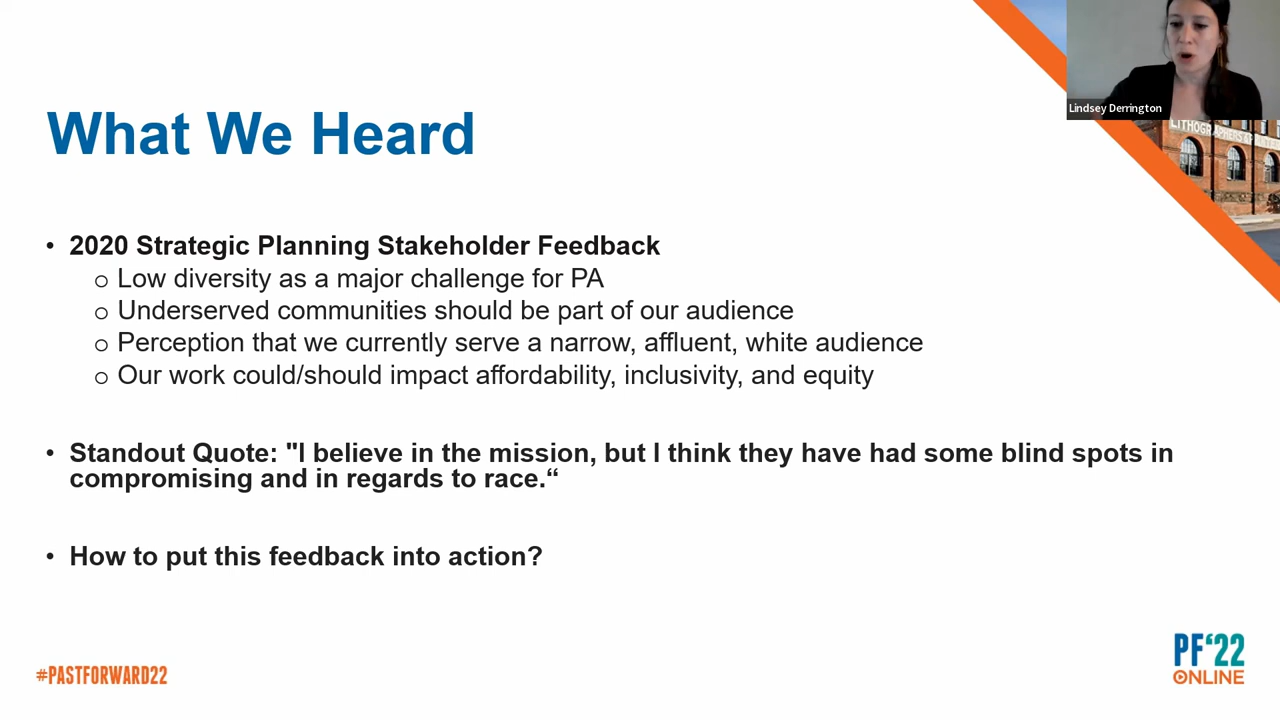 Lindsey Derrington
LITHOGRAPHERS
What We Heard
• 2020 Strategic Planning Stakeholder Feedback
o Low diversity as a major challenge for PA
o Underserved communities should be part of our audience
o Perception that we currently serve a narrow, affluent, white audience
o Our work could/should impact affordability, inclusivity, and equity
• Standout Quote: "I believe in the mission, but I think they have had some blind spots in
compromising and in regards to race.“
• How to put this feedback into action?
#PASTFORWARD22
PF‘22
ONLINE